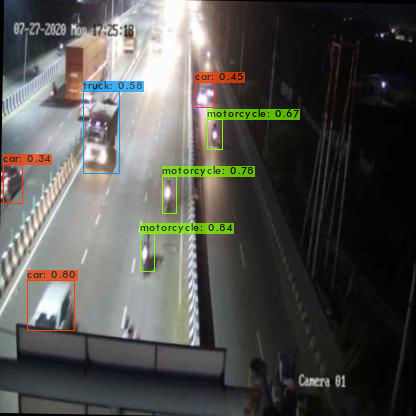 07-27-2020 Mon 17:25:16
truck: 0.58
car: 0.45
motorcycle: 0.67
car: 0.34
motorcycle: 0.78
motorcycle: 0.84
car: 0.80
Camera 01